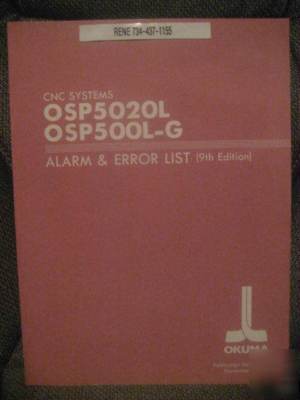 RENE 734-437-1155
CNC SYSTEMS
OSP5020L
OSP500L-G
ALARM & ERROR LIST (9th Edition)
OKUMA